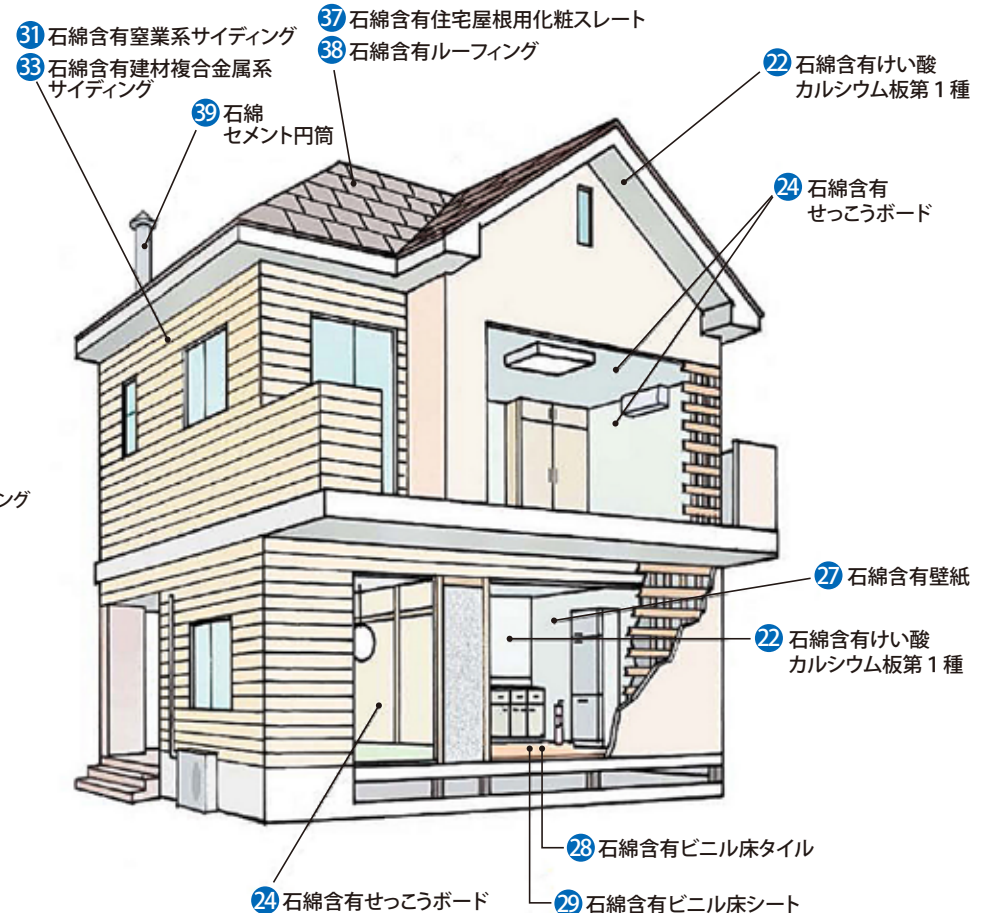 37 石綿含有住宅屋根用化粧スレート
31 石綿含有窒業系サイディング
38 石綿含有ルーフィング
33 石綿含有建材複合金属系
サイディング
22 石綿含有けい酸
カルシウム板第1種
39 石綿
セメント円筒
24 石綿含有
せっこうボード
ング
27 石綿含有壁紙
22 石綿含有けい酸
カルシウム板第1種
28 石綿含有ビニル床タイル
24 石綿含有せっこうボード
29 石綿含有ビニル床シート